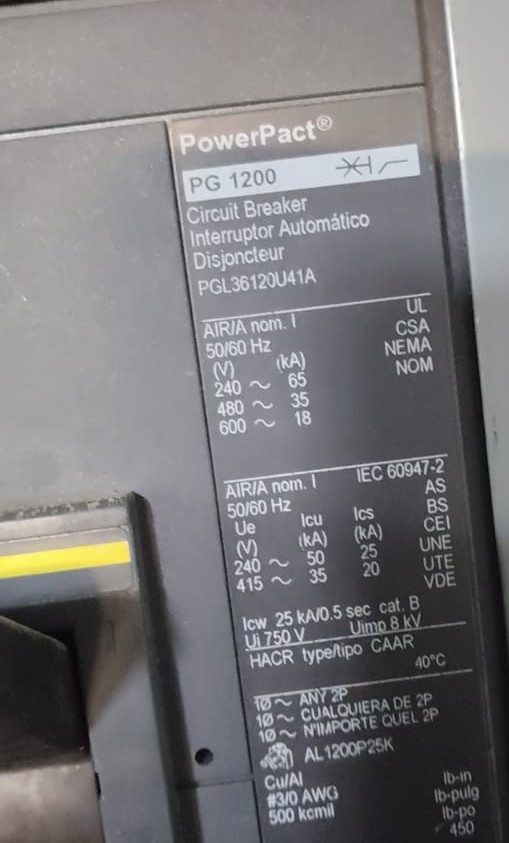 PowerPact®
PG 1200
Circuit Breaker
Interruptor Automático
Disjoncteur
PGL36120U41A
AIR/A nom. I UL
50/60 Hz CSA
(V) (kA) NEMA
240 ~ 65 NOM
480 ~ 35
600 ~ 18
AIR/A nom. I IEC 60947-2
50/60 Hz AS
Ue Icu Ics BS
(V) (kA) (kA) CEI
240 ~ 50 25 UNE
415 ~ 35 20 UTE
VDE
Icw 25 kA/0.5 sec cat. B
Ui 750 V Uimp 8 kV
HACR type/tipo CAAR
40°C
1Ø ~ ANY 2P
1Ø ~ CUALQUIERA DE 2P
1Ø ~ N'IMPORTE QUEL 2P
AL1200P25K
Cu/Al lb-in
#3/0 AWG lb-pulg
500 kcmil lb-po
450